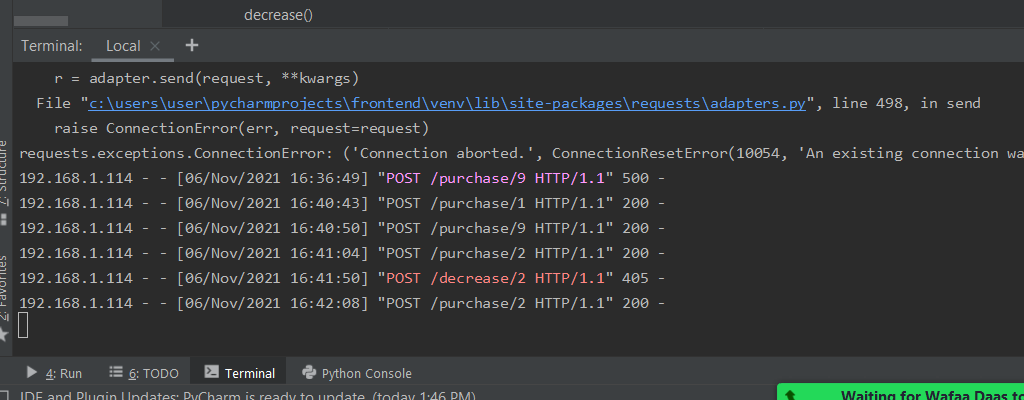 decrease()
Terminal: Local × +
r = adapter.send(request, **kwargs)
File "c:\users\user\pycharmprojects\frontend\venv\lib\site-packages\requests\adapters.py", line 498, in send
raise ConnectionError(err, request=request)
requests.exceptions.ConnectionError: ('Connection aborted.', ConnectionResetError(10054, 'An existing connection wa
192.168.1.114 - - [06/Nov/2021 16:36:49] "POST /purchase/9 HTTP/1.1" 500 -
192.168.1.114 - - [06/Nov/2021 16:40:43] "POST /purchase/1 HTTP/1.1" 200 -
192.168.1.114 - - [06/Nov/2021 16:40:50] "POST /purchase/9 HTTP/1.1" 200 -
192.168.1.114 - - [06/Nov/2021 16:41:04] "POST /purchase/2 HTTP/1.1" 200 -
192.168.1.114 - - [06/Nov/2021 16:41:50] "POST /decrease/2 HTTP/1.1" 405 -
192.168.1.114 - - [06/Nov/2021 16:42:08] "POST /purchase/2 HTTP/1.1" 200 -
Z: Structure
2: Favorites
4: Run 6: TODO Terminal Python Console
IDE and Plugin Updates: PyCharm is ready to update. (today 1:46 PM)
Waiting for Wafaa Daas to